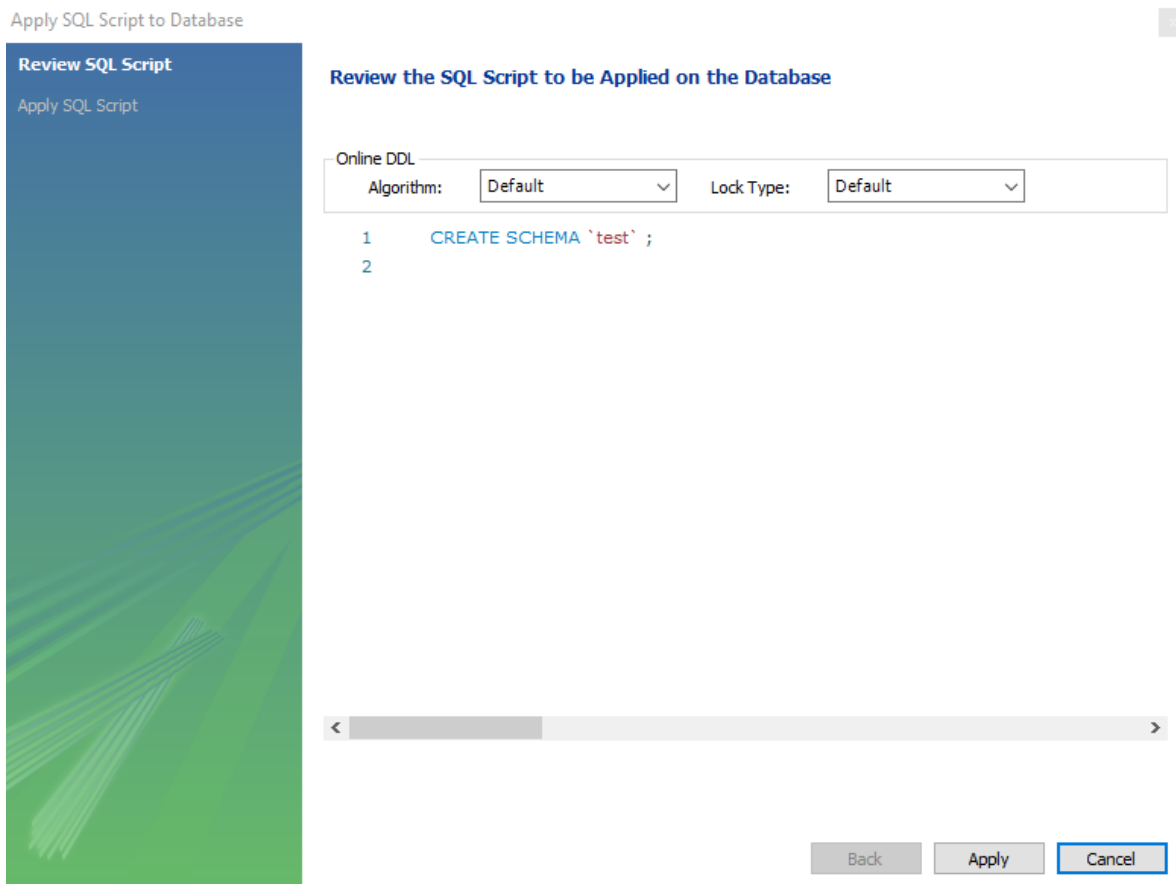 Apply SQL Script to Database
Review SQL Script
Apply SQL Script
Review the SQL Script to be Applied on the Database
Online DDL
Algorithm: Default Lock Type: Default
1 CREATE SCHEMA `test` ;
2
Back Apply Cancel